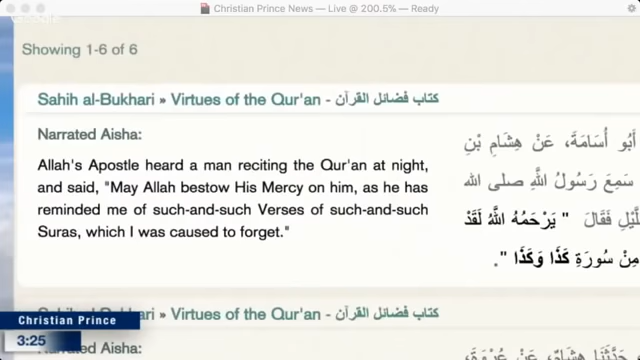 Christian Prince News — Live @ 200.5% — Ready
Showing 1-6 of 6
Sahih al-Bukhari » Virtues of the Qur'an - كتاب فضائل القرآن
Narrated Aisha:
Allah's Apostle heard a man reciting the Qur'an at night,
and said, "May Allah bestow His Mercy on him, as he has
reminded me of such-and-such Verses of such-and-such
Suras, which I was caused to forget."
أَبُو أُسَامَةَ، عَنْ هِشَامِ بْنِ
سَمِعَ رَسُولُ اللَّهِ صلى الله
فَقَالَ ‏"‏ يَرْحَمُهُ اللَّهُ لَقَدْ
مِنْ سُورَةِ كَذَا وَكَذَا ‏"‏‏.‏
» Virtues of the Qur'an - كتاب فضائل القرآن
Aisha:
حَدَّثَنَا هِشَامٌ، عَنْ عُرْوَةَ،
Christian Prince
3:25